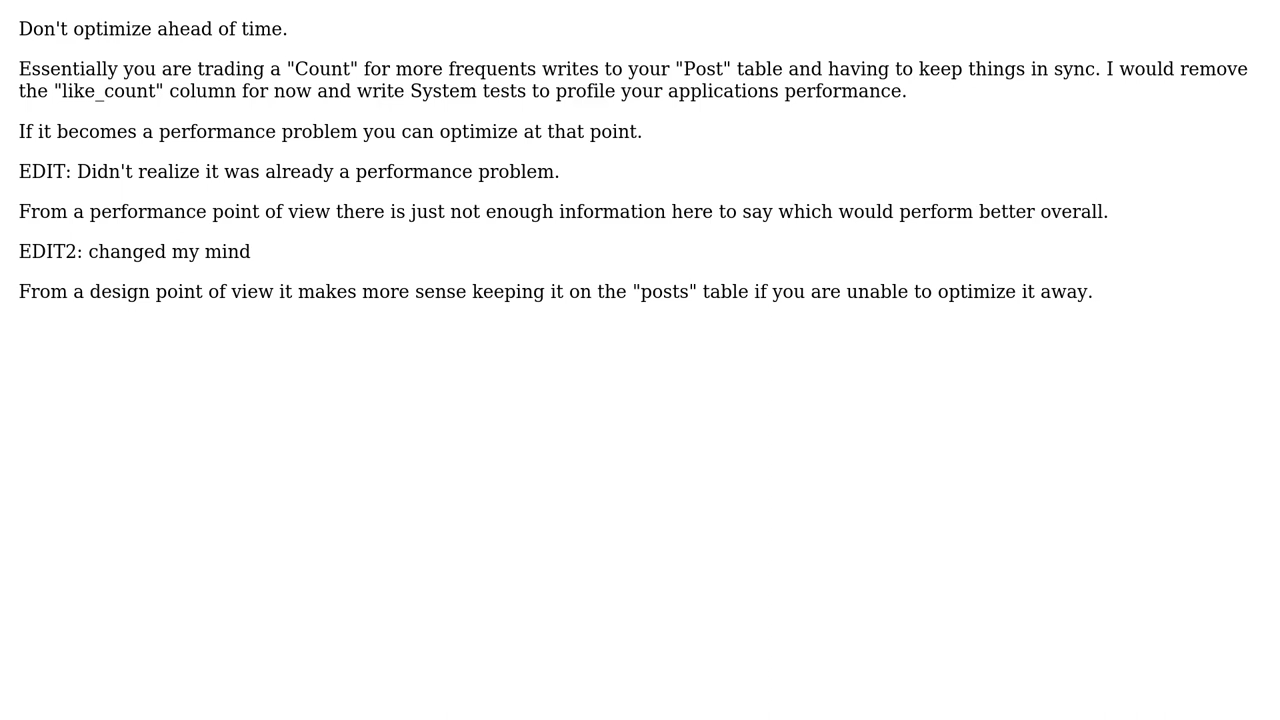 Don't optimize ahead of time.
Essentially you are trading a "Count" for more frequents writes to your "Post" table and having to keep things in sync. I would remove
the "like_count" column for now and write System tests to profile your applications performance.
If it becomes a performance problem you can optimize at that point.
EDIT: Didn't realize it was already a performance problem.
From a performance point of view there is just not enough information here to say which would perform better overall.
EDIT2: changed my mind
From a design point of view it makes more sense keeping it on the "posts" table if you are unable to optimize it away.